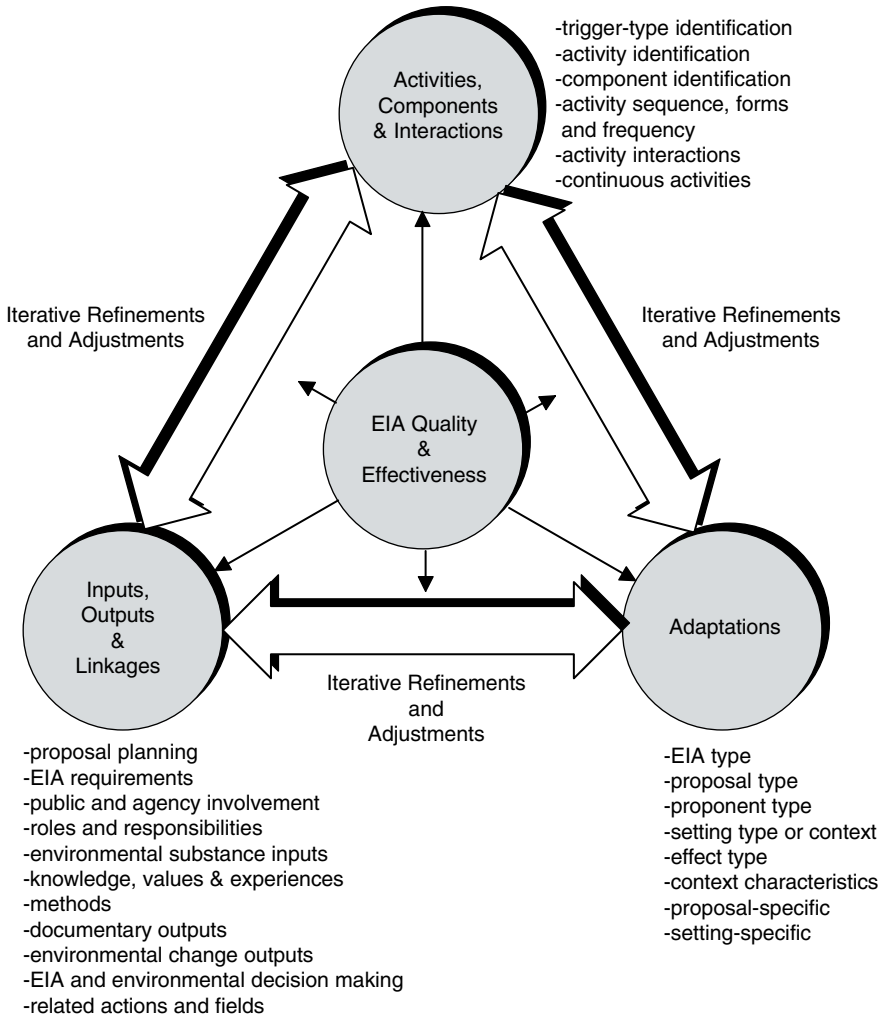 Activities,
Components
& Interactions
-trigger-type identification
-activity identification
-component identification
-activity sequence, forms
and frequency
-activity interactions
-continuous activities
Iterative Refinements
and Adjustments
Iterative Refinements
and Adjustments
EIA Quality
&
Effectiveness
Inputs,
Outputs
&
Linkages
Adaptations
Iterative Refinements
and
Adjustments
-proposal planning
-EIA requirements
-public and agency involvement
-roles and responsibilities
-environmental substance inputs
-knowledge, values & experiences
-methods
-documentary outputs
-environmental change outputs
-EIA and environmental decision making
-related actions and fields
-EIA type
-proposal type
-proponent type
-setting type or context
-effect type
-context characteristics
-proposal-specific
-setting-specific